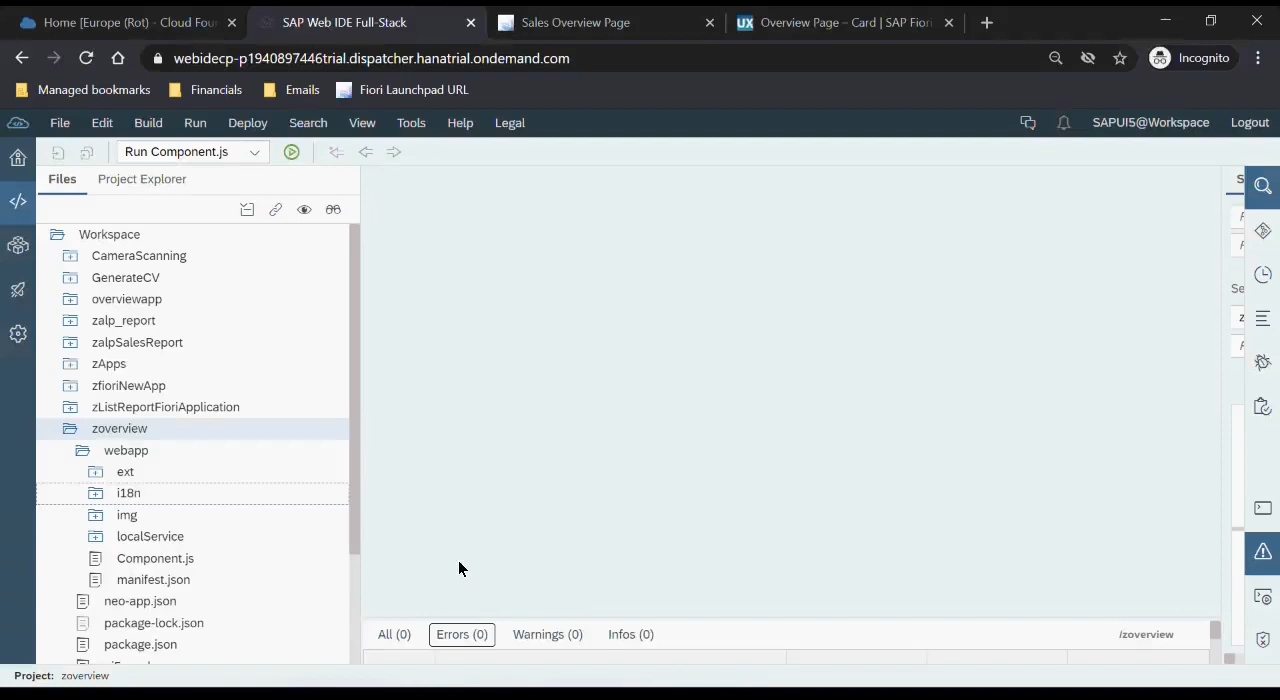 Home [Europe (Rot) - Cloud Foun
SAP Web IDE Full-Stack
Sales Overview Page
Overview Page – Card | SAP Fiori
webidecp-p1940897446trial.dispatcher.hanatrial.ondemand.com
Incognito
Managed bookmarks
Financials
Emails
Fiori Launchpad URL
File Edit Build Run Deploy Search View Tools Help Legal
SAPUI5@Workspace
Logout
Run Component.js
Files
Project Explorer
Workspace
CameraScanning
GenerateCV
overviewapp
zalp_report
zalpSalesReport
zApps
zfioriNewApp
zListReportFioriApplication
zoverview
webapp
ext
i18n
img
localService
Component.js
manifest.json
neo-app.json
package-lock.json
package.json
Se
All (0)
Errors (0)
Warnings (0)
Infos (0)
/zoverview
Project: zoverview